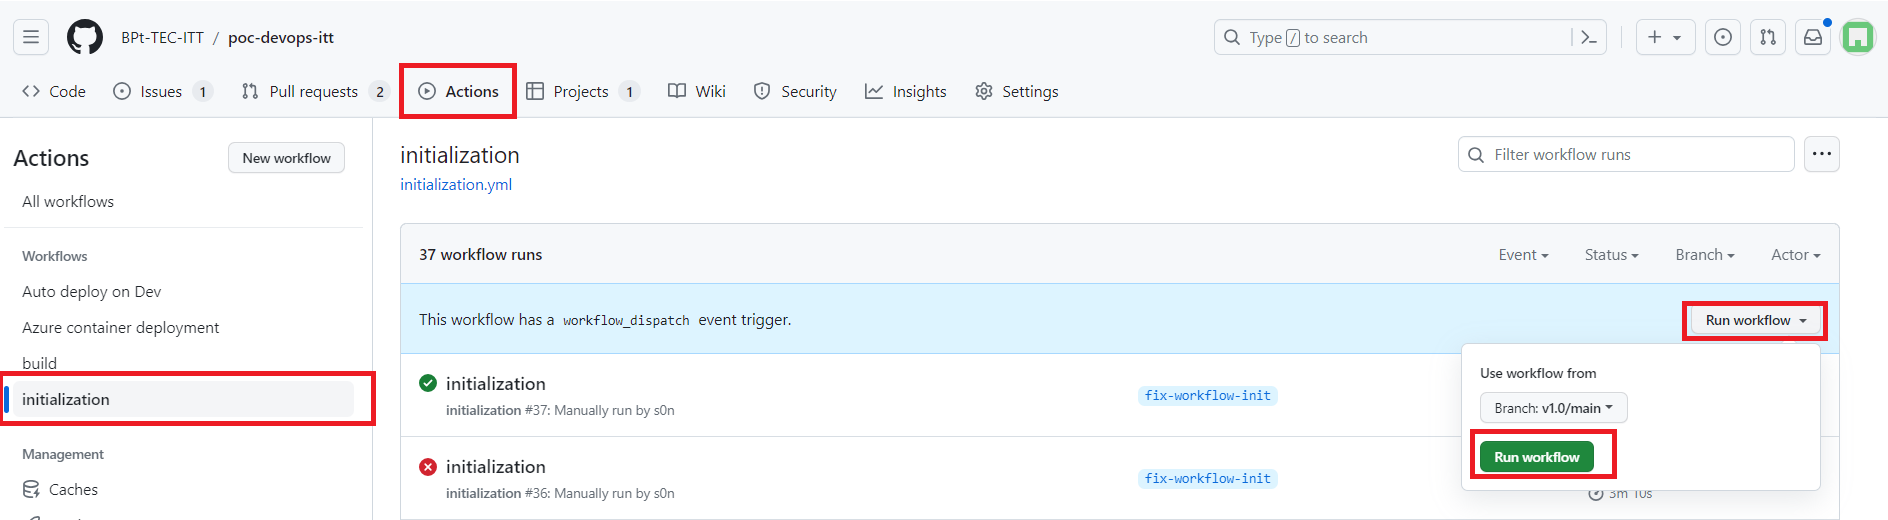 BPt-TEC-ITT / poc-devops-itt
Type / to search
Code
Issues 1
Pull requests 2
Actions
Projects 1
Wiki
Security
Insights
Settings
Actions
New workflow
All workflows
Workflows
Auto deploy on Dev
Azure container deployment
build
initialization
Management
Caches
initialization
initialization.yml
Filter workflow runs
37 workflow runs
Event
Status
Branch
Actor
This workflow has a workflow_dispatch event trigger.
Run workflow
Use workflow from
Branch: v1.0/main
Run workflow
initialization
initialization #37: Manually run by s0n
fix-workflow-init
initialization
initialization #36: Manually run by s0n
fix-workflow-init
3m 10s